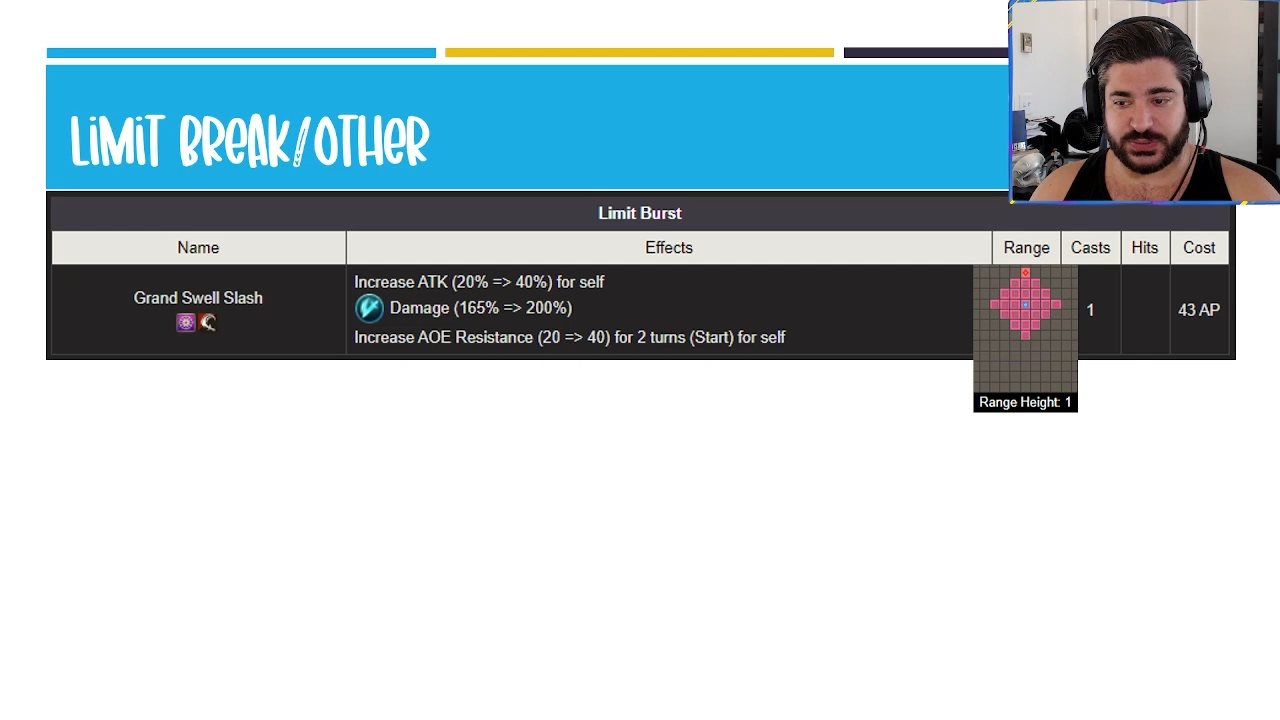 LIMIT BREAK/OTHER
Limit Burst
Name Effects Range Casts Hits Cost
Grand Swell Slash
Increase ATK (20% => 40%) for self
Damage (165% => 200%)
Increase AOE Resistance (20 => 40) for 2 turns (Start) for self
1 43 AP
Range Height: 1